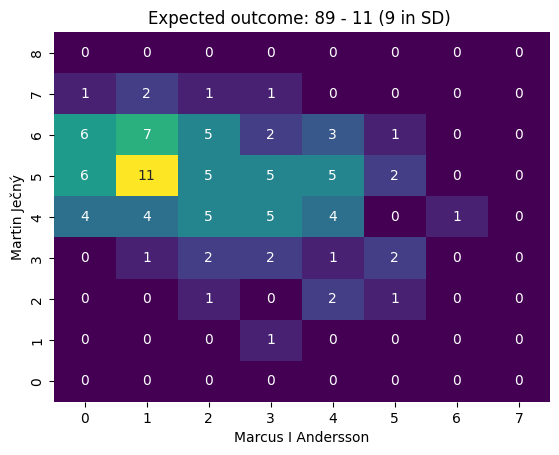 Expected outcome: 89 - 11 (9 in SD)
8 0 0 0 0 0 0 0 0
7 1 2 1 1 0 0 0 0
6 6 7 5 2 3 1 0 0
5 6 11 5 5 5 2 0 0
4 4 4 5 5 4 0 1 0
3 0 1 2 2 1 2 0 0
2 0 0 1 0 2 1 0 0
1 0 0 0 1 0 0 0 0
0 0 0 0 0 0 0 0 0
Martin Ječný
0 1 2 3 4 5 6 7
Marcus I Andersson